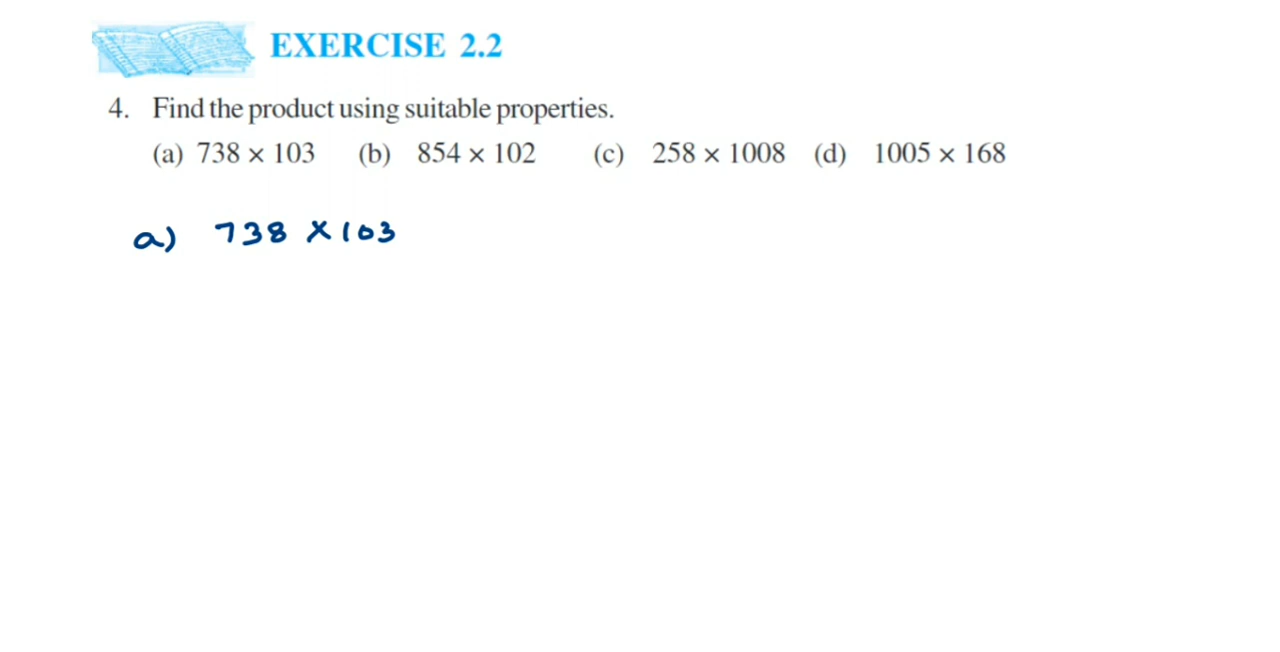 EXERCISE 2.2
4. Find the product using suitable properties.
(a) 738 × 103 (b) 854 × 102 (c) 258 × 1008 (d) 1005 × 168
a) 738 × 103